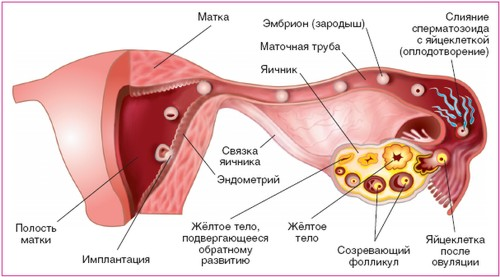 Матка
Эмбрион (зародыш)
Маточная труба
Яичник
Слияние
сперматозоида
с яйцеклеткой
(оплодотворение)
Связка
яичника
Эндометрий
Полость
матки
Имплантация
Жёлтое тело,
подвергающееся
обратному
развитию
Жёлтое
тело
Созревающий
фолликул
Яйцеклетка
после
овуляции